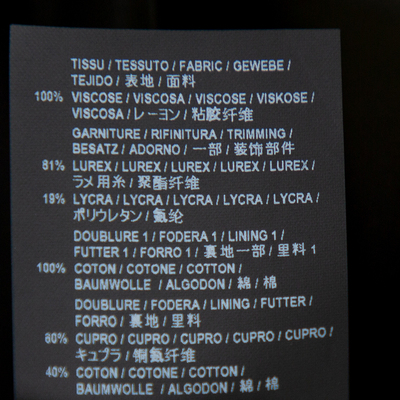 TISSU / TESSUTO / FABRIC / GEWEBE /
TEJIDO / 表地 / 面料
100% VISCOSE / VISCOSA / VISCOSE / VISKOSE /
VISCOSA / レーヨン / 粘胶纤维
GARNITURE / RIFINITURA / TRIMMING /
BESATZ / ADORNO / 一部 / 装饰部件
81% LUREX / LUREX / LUREX / LUREX / LUREX /
ラメ用糸 / 聚酯纤维
19% LYCRA / LYCRA / LYCRA / LYCRA / LYCRA /
ポリウレタン / 氨纶
DOUBLURE 1 / FODERA 1 / LINING 1 /
FUTTER 1 / FORRO 1 / 裏地一部 / 里料 1
100% COTON / COTONE / COTTON /
BAUMWOLLE / ALGODON / 綿 / 棉
DOUBLURE / FODERA / LINING / FUTTER /
FORRO / 裏地 / 里料
60% CUPRO / CUPRO / CUPRO / CUPRO / CUPRO /
キュプラ / 铜氨纤维
40% COTON / COTONE / COTTON /
BAUMWOLLE / ALGODON / 綿 / 棉